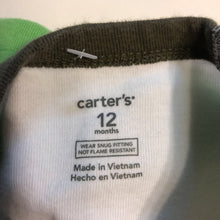 carter's®
12
months
WEAR SNUG FITTING
NOT FLAME RESISTANT
Made in Vietnam
Hecho en Vietnam